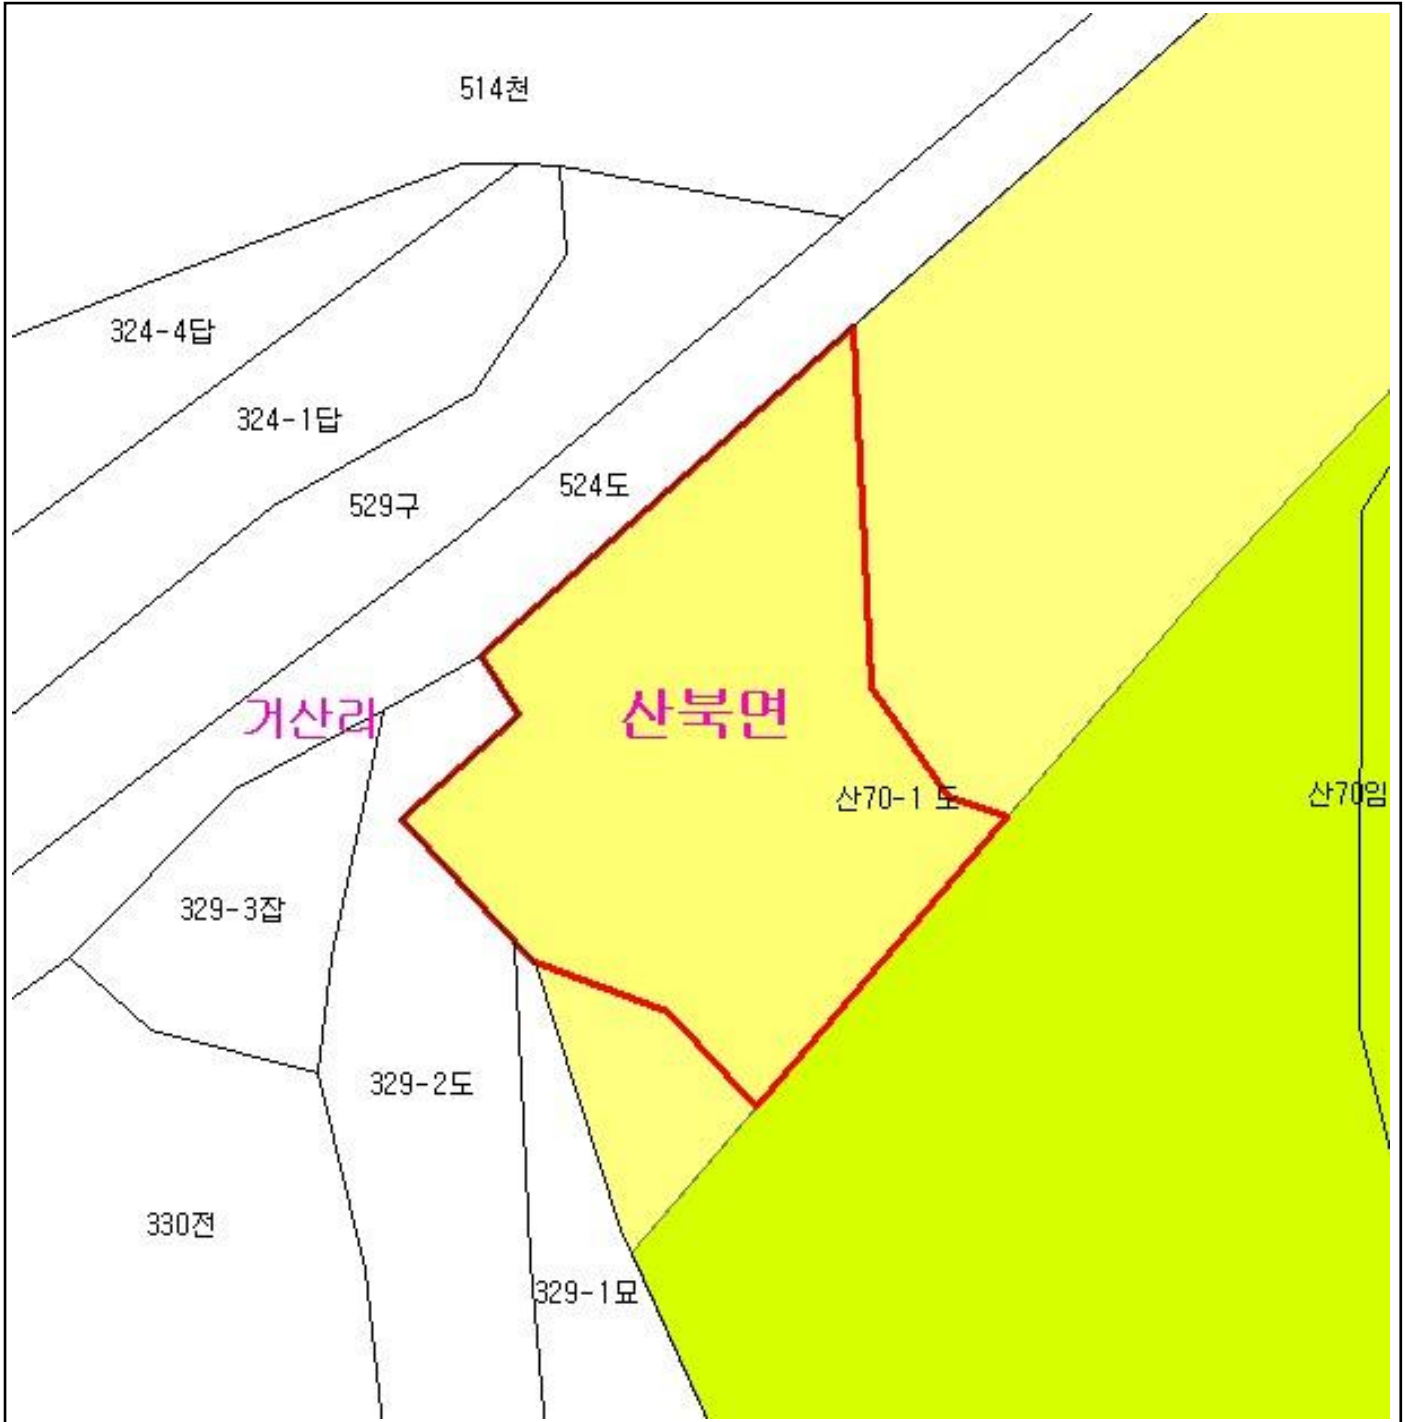 514천
324-4답
324-1답
524도
529구
거산리
산북면
산70-1 도
산70임
329-3잡
329-2도
330전
329-1묘